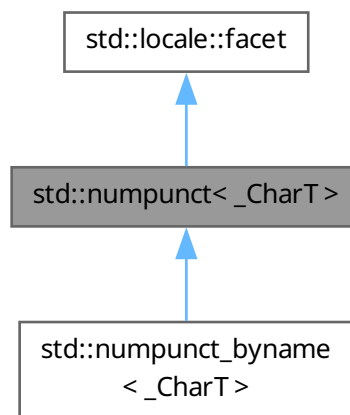 std::locale::facet
std::numpunct< _CharT >
std::numpunct_byname
< _CharT >